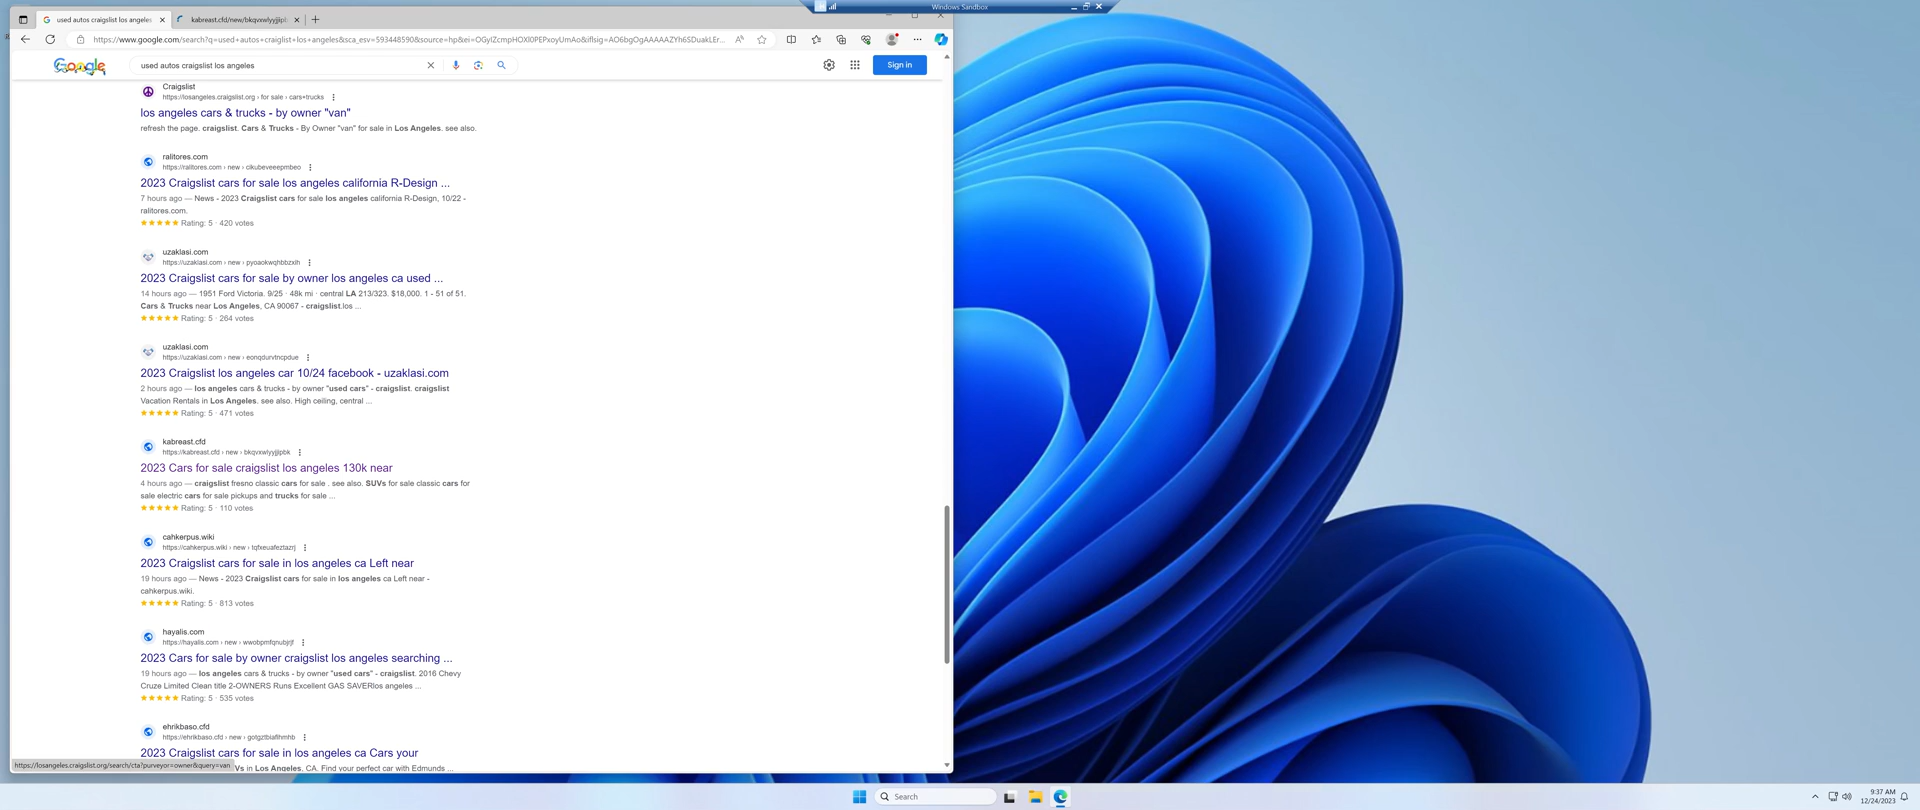 Windows Sandbox
used autos craigslist los angeles
kabreast.cfd/new/bkqvxwlyyjjipb
https://www.google.com/search?q=used+autos+craigslist+los+angeles&sca_esv=593448590&source=hp&ei=OGyIZcmpHOXl0PEPxoyUmAo&iflsig=AO6bgOgAAAAAZYh6SDuakLEr...
Google
used autos craigslist los angeles
Sign in
Craigslist
https://losangeles.craigslist.org › for sale › cars+trucks
los angeles cars & trucks - by owner "van"
refresh the page. craigslist. Cars & Trucks - By Owner "van" for sale in Los Angeles. see also.
ralitores.com
https://ralitores.com › new › clkubeveeepmbeo
2023 Craigslist cars for sale los angeles california R-Design ...
7 hours ago — News - 2023 Craigslist cars for sale los angeles california R-Design, 10/22 -
ralitores.com.
★★★★★ Rating: 5 · 420 votes
uzaklasi.com
https://uzaklasi.com › new › pyoaokwqhbbzxlh
2023 Craigslist cars for sale by owner los angeles ca used ...
14 hours ago — 1951 Ford Victoria. 9/25 · 48k mi · central LA 213/323. $18,000. 1 - 51 of 51.
Cars & Trucks near Los Angeles, CA 90067 - craigslist.los ...
★★★★★ Rating: 5 · 264 votes
uzaklasi.com
https://uzaklasi.com › new › eonqdurvtncpdue
2023 Craigslist los angeles car 10/24 facebook - uzaklasi.com
2 hours ago — los angeles cars & trucks - by owner "used cars" - craigslist. craigslist
Vacation Rentals in Los Angeles. see also. High ceiling, central ...
★★★★★ Rating: 5 · 471 votes
kabreast.cfd
https://kabreast.cfd › new › bkqvxwlyyjjipbk
2023 Cars for sale craigslist los angeles 130k near
4 hours ago — craigslist fresno classic cars for sale . see also. SUVs for sale classic cars for
sale electric cars for sale pickups and trucks for sale ...
★★★★★ Rating: 5 · 110 votes
cahkerpus.wiki
https://cahkerpus.wiki › new › tqfxeuafeztazrj
2023 Craigslist cars for sale in los angeles ca Left near
19 hours ago — News - 2023 Craigslist cars for sale in los angeles ca Left near -
cahkerpus.wiki.
★★★★★ Rating: 5 · 813 votes
hayalis.com
https://hayalis.com › new › wwobpmfqnubjrjf
2023 Cars for sale by owner craigslist los angeles searching ...
19 hours ago — los angeles cars & trucks - by owner "used cars" - craigslist. 2016 Chevy
Cruze Limited Clean title 2-OWNERS Runs Excellent GAS SAVERlos angeles ...
★★★★★ Rating: 5 · 535 votes
ehrikbaso.cfd
https://ehrikbaso.cfd › new › gotgztbiafihmhb
2023 Craigslist cars for sale in los angeles ca Cars your
https://losangeles.craigslist.org/search/cta?purveyor=owner&query=van
Vs in Los Angeles, CA. Find your perfect car with Edmunds ...
Search
9:37 AM
12/24/2023